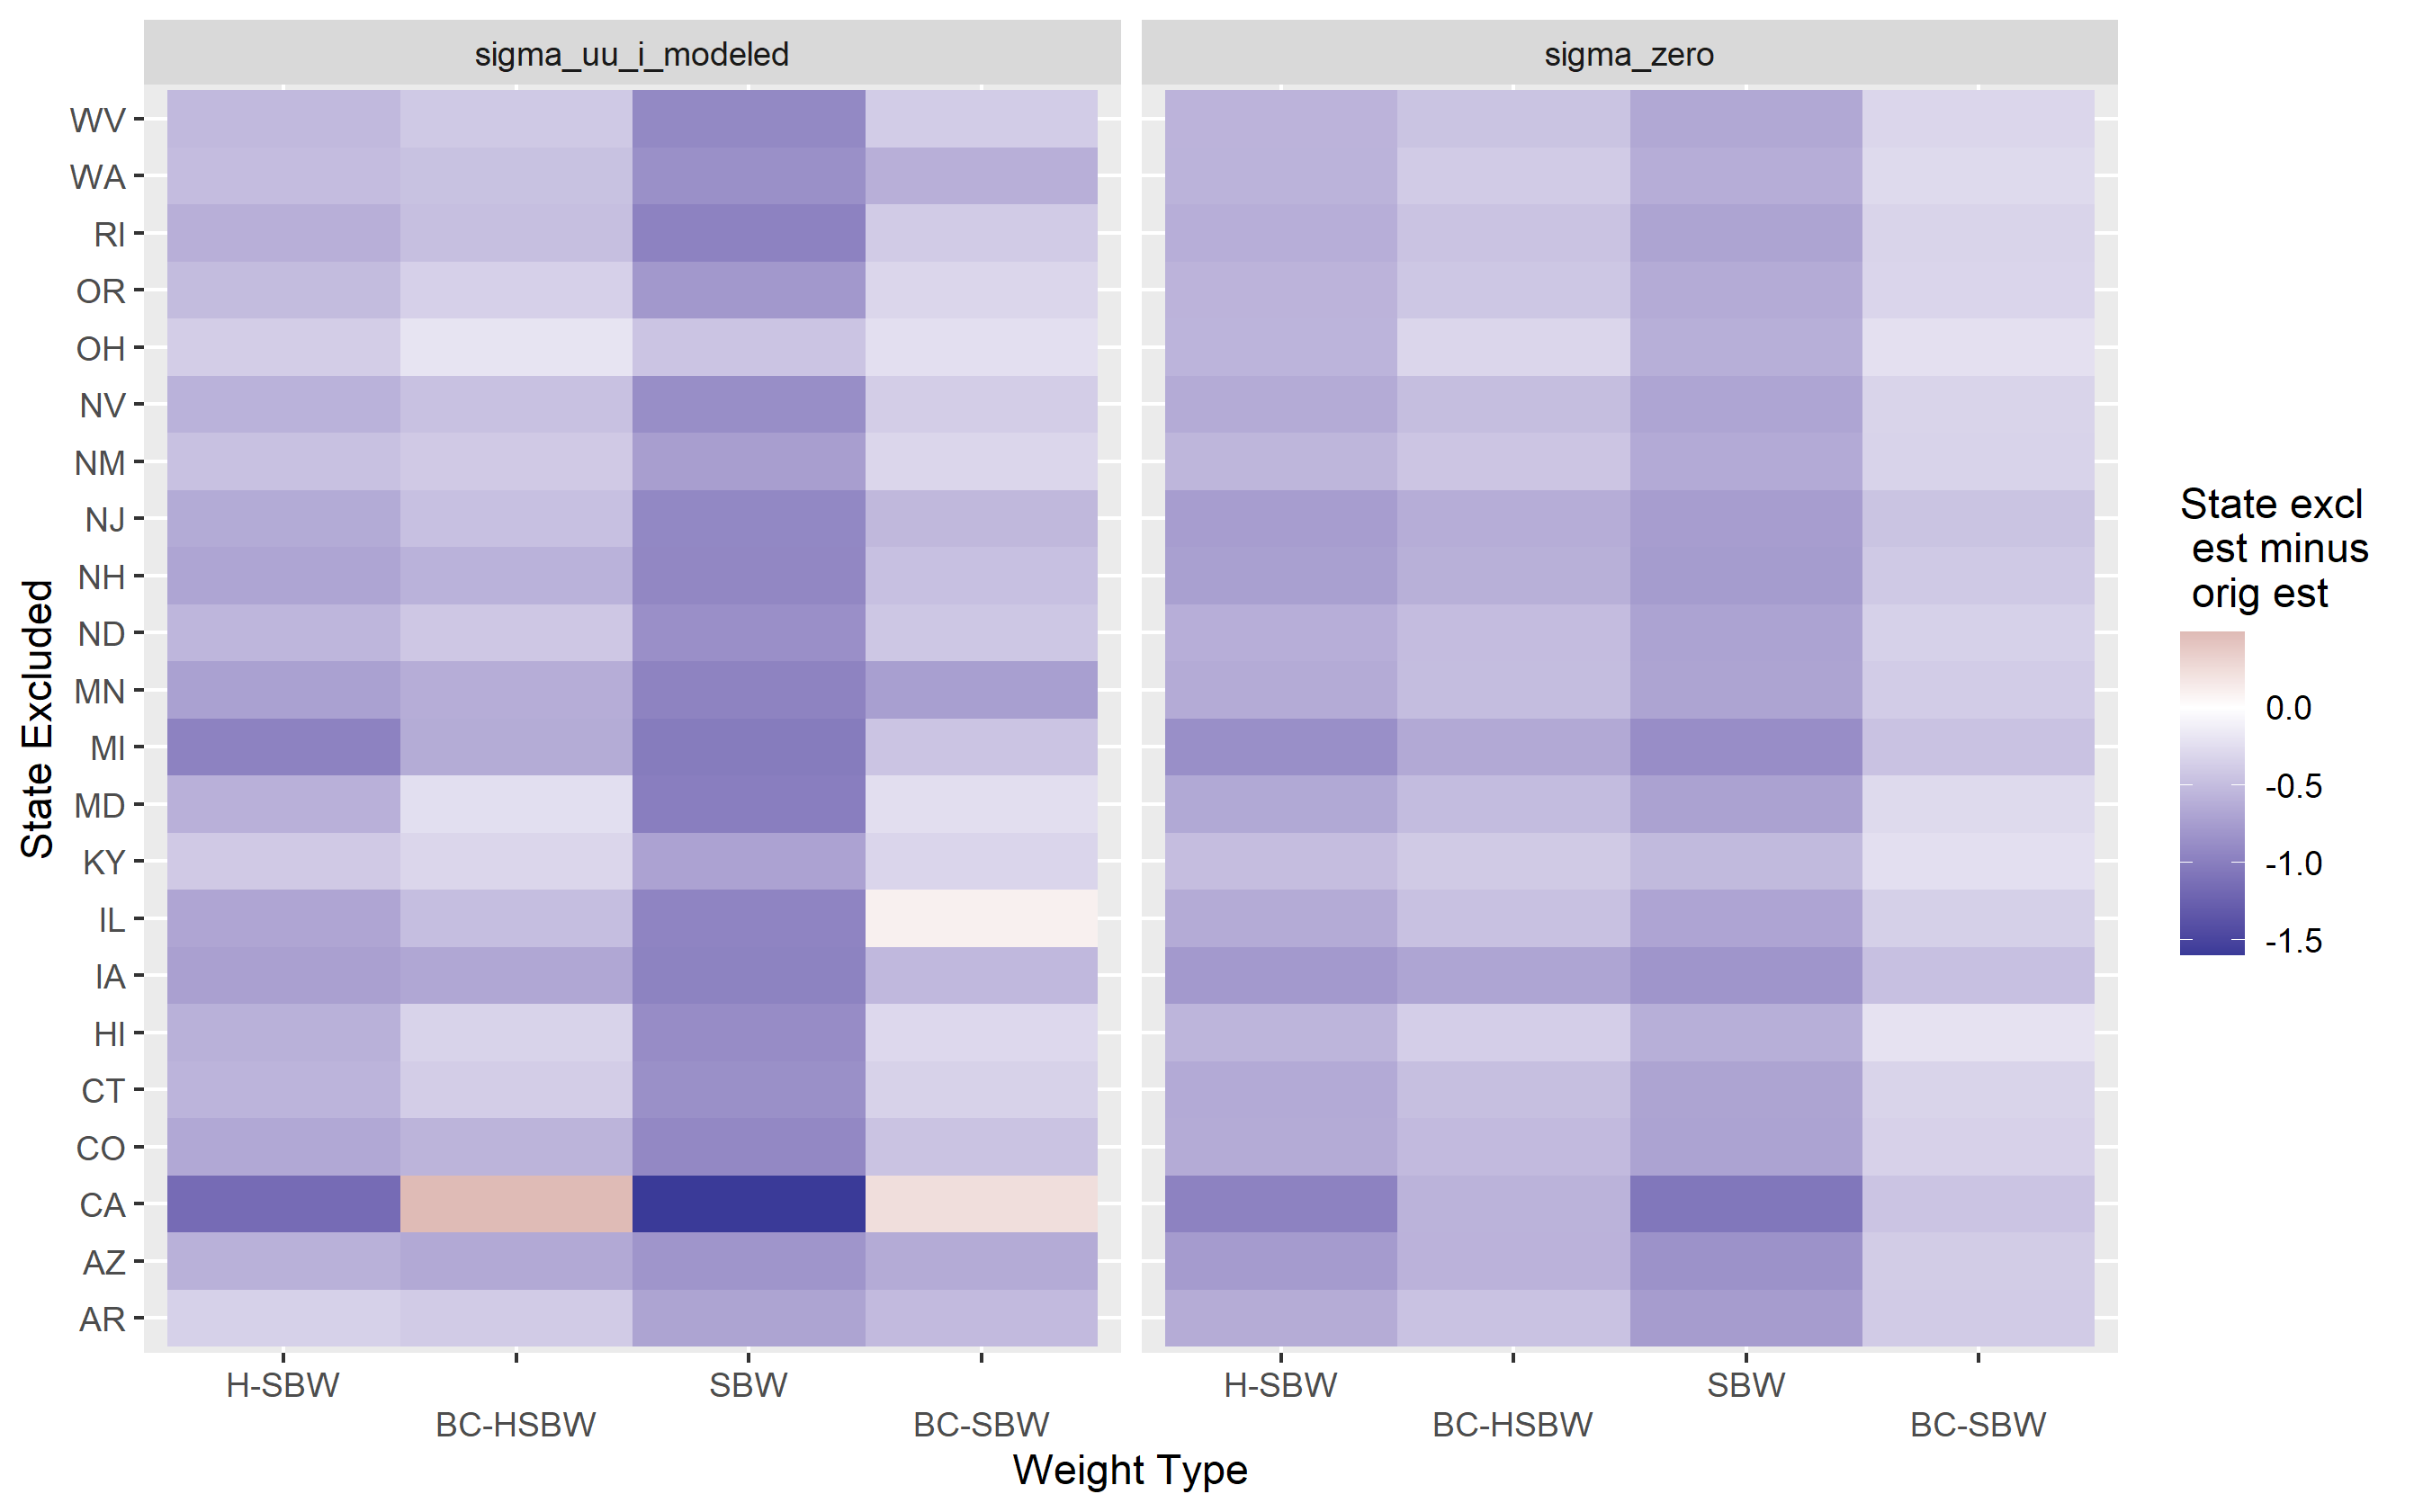 sigma_uu_i_modeled
sigma_zero
State Excluded
WV
WA
RI
OR
OH
NV
NM
NJ
NH
ND
MN
MI
MD
KY
IL
IA
HI
CT
CO
CA
AZ
AR
H-SBW
BC-HSBW
SBW
BC-SBW
H-SBW
BC-HSBW
SBW
BC-SBW
Weight Type
State excl
est minus
orig est
0.0
-0.5
-1.0
-1.5